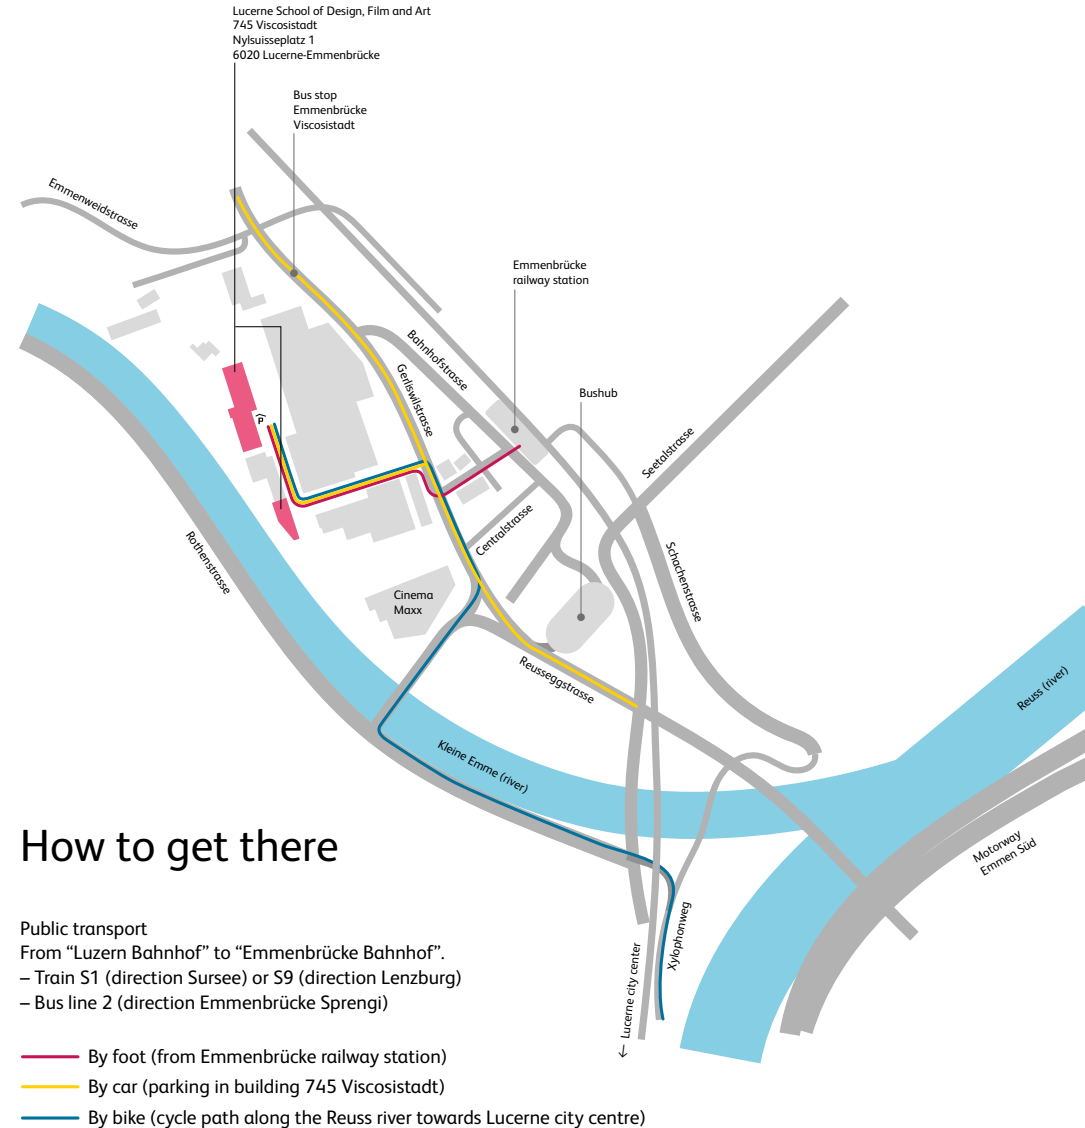 Lucerne School of Design, Film and Art
745 Viscosistadt
Nylsuisseplatz 1
6020 Lucerne-Emmenbrücke
Bus stop
Emmenbrücke
Viscosistadt
Emmenweidstrasse
Emmenbrücke
railway station
Bahnhofstrasse
Gerliswilstrasse
Bushub
P
Seetalstrasse
Centralstrasse
Rothenstrasse
Schachenstrasse
Cinema
Maxx
Reusseggstrasse
Reuss (river)
Kleine Emme (river)
Motorway
Emmen Süd
Xylophonweg
← Lucerne city center
How to get there
Public transport
From “Luzern Bahnhof” to “Emmenbrücke Bahnhof”.
– Train S1 (direction Sursee) or S9 (direction Lenzburg)
– Bus line 2 (direction Emmenbrücke Sprengi)
By foot (from Emmenbrücke railway station)
By car (parking in building 745 Viscosistadt)
By bike (cycle path along the Reuss river towards Lucerne city centre)